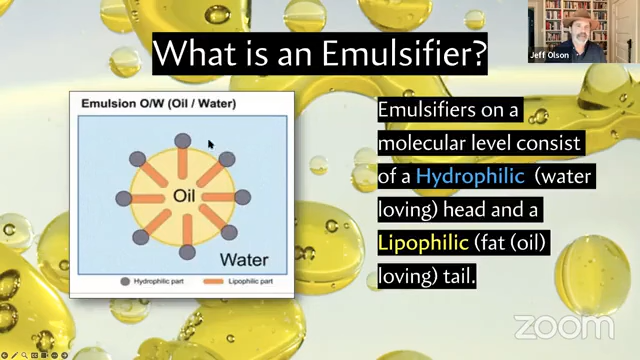 What is an Emulsifier?
Jeff Olson
Emulsion O/W (Oil / Water)
Oil
Water
Hydrophilic part
Lipophilic part
Emulsifiers on a
molecular level consist
of a Hydrophilic (water
loving) head and a
Lipophilic (fat (oil)
loving) tail.
zoom